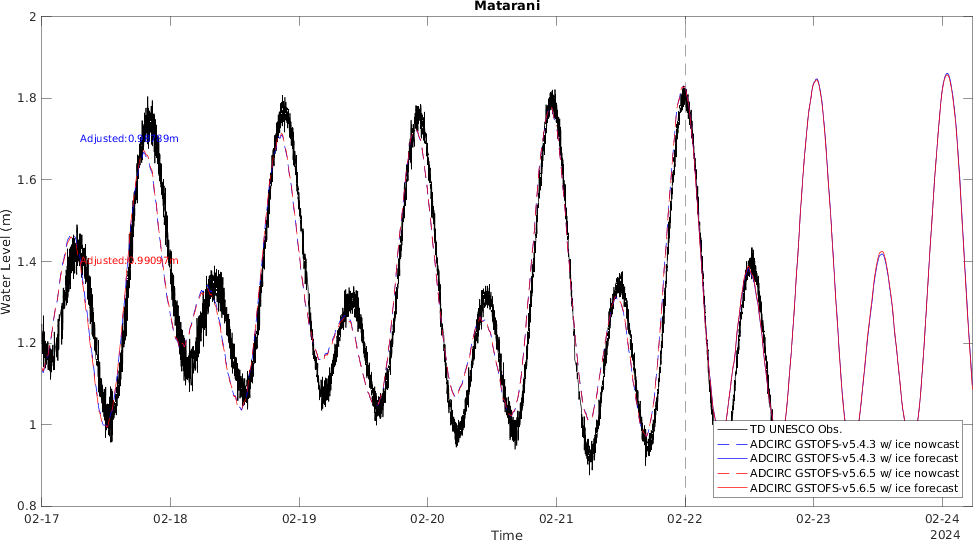 Matarani
Water Level (m)
2
1.8
1.6
1.4
1.2
1
0.8
Adjusted:0.99097m
TD UNESCO Obs.
ADCIRC GSTOFS-v5.4.3 w/ ice nowcast
ADCIRC GSTOFS-v5.4.3 w/ ice forecast
ADCIRC GSTOFS-v5.6.5 w/ ice nowcast
ADCIRC GSTOFS-v5.6.5 w/ ice forecast
02-17 02-18 02-19 02-20 02-21 02-22 02-23 02-24
Time
2024